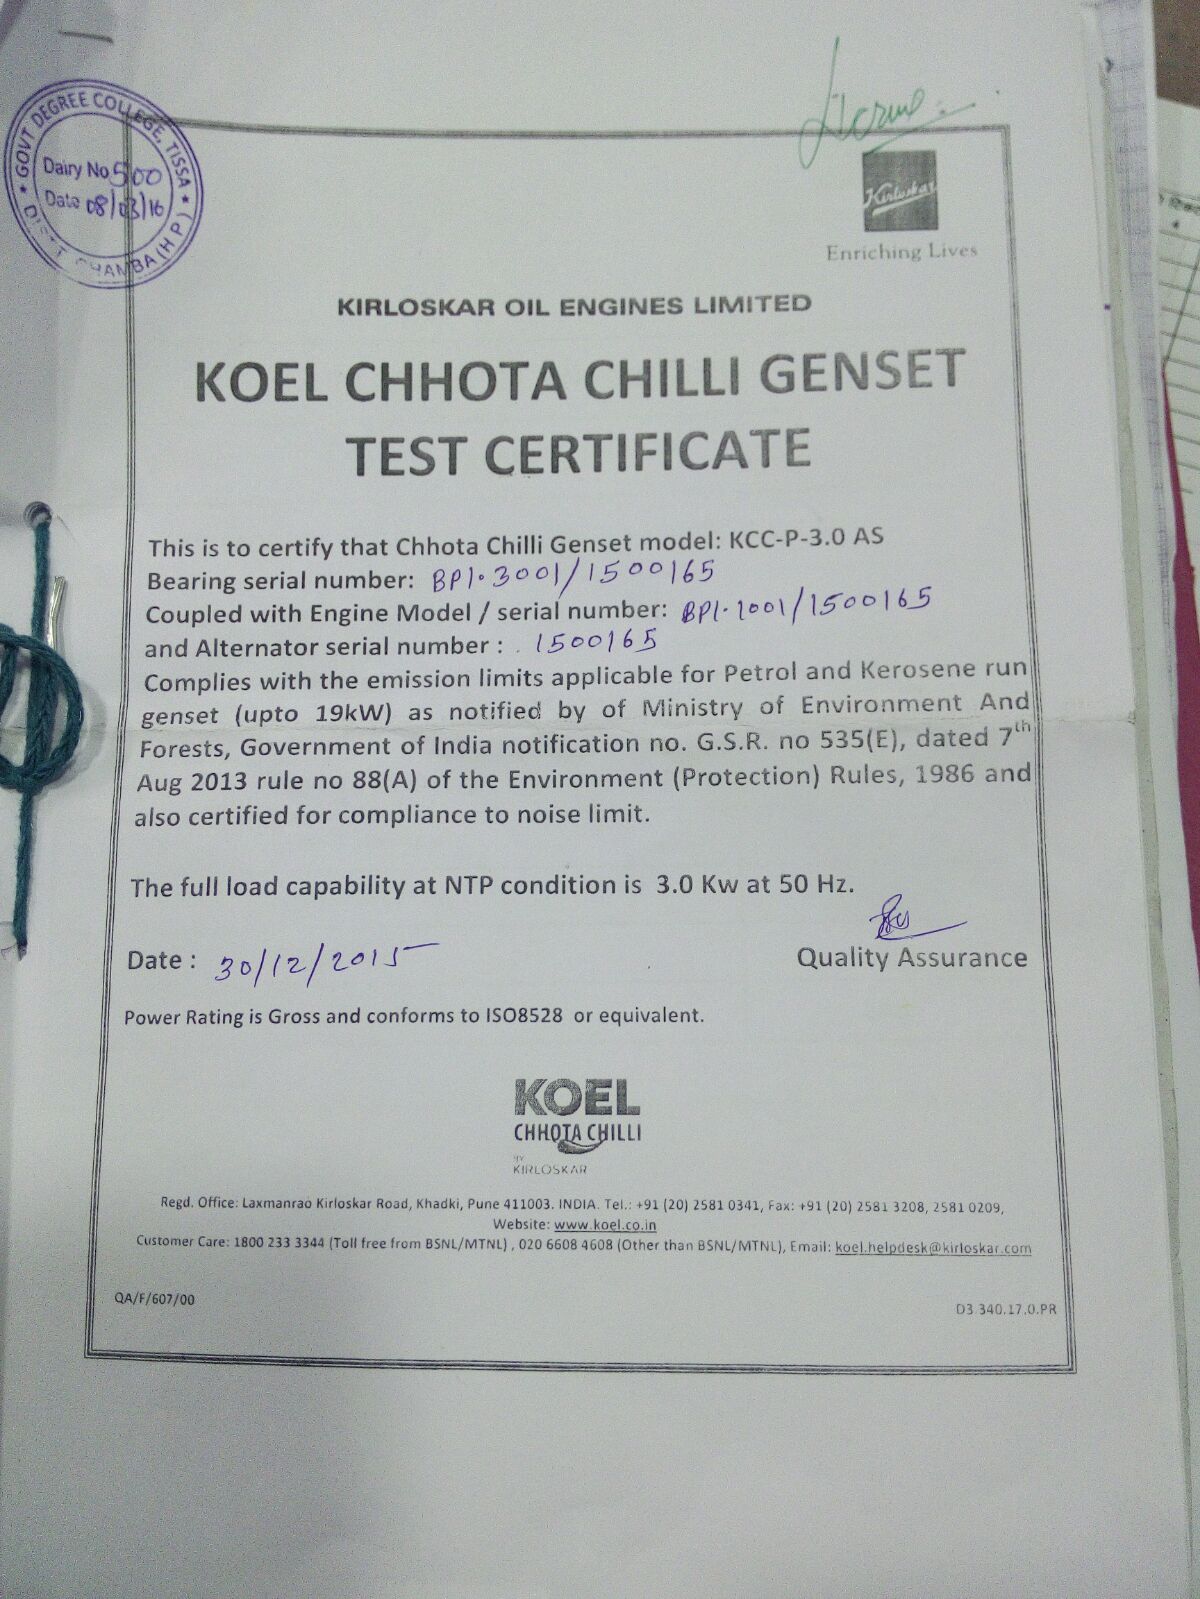 GOVT DEGREE COLLEGE, TISSA
Dairy No 500
Date 08/03/16
DISTT. CHAMBA (H P)
Kirloskar
Enriching Lives
KIRLOSKAR OIL ENGINES LIMITED
KOEL CHHOTA CHILLI GENSET
TEST CERTIFICATE
This is to certify that Chhota Chilli Genset model: KCC-P-3.0 AS
Bearing serial number: BP1.3001/1500165
Coupled with Engine Model / serial number: BP1.1001/1500165
and Alternator serial number : 1500165
Complies with the emission limits applicable for Petrol and Kerosene run
genset (upto 19kW) as notified by of Ministry of Environment And
Forests, Government of India notification no. G.S.R. no 535(E), dated 7th
Aug 2013 rule no 88(A) of the Environment (Protection) Rules, 1986 and
also certified for compliance to noise limit.
The full load capability at NTP condition is 3.0 Kw at 50 Hz.
Date : 30/12/2015
Quality Assurance
Power Rating is Gross and conforms to ISO8528 or equivalent.
KOEL
CHHOTA CHILLI
BY
KIRLOSKAR
Regd. Office: Laxmanrao Kirloskar Road, Khadki, Pune 411003. INDIA. Tel.: +91 (20) 2581 0341, Fax: +91 (20) 2581 3208, 2581 0209,
Website: www.koel.co.in
Customer Care: 1800 233 3344 (Toll free from BSNL/MTNL) , 020 6608 4608 (Other than BSNL/MTNL), Email: koel.helpdesk@kirloskar.com
QA/F/607/00
D3.340.17.0.PR